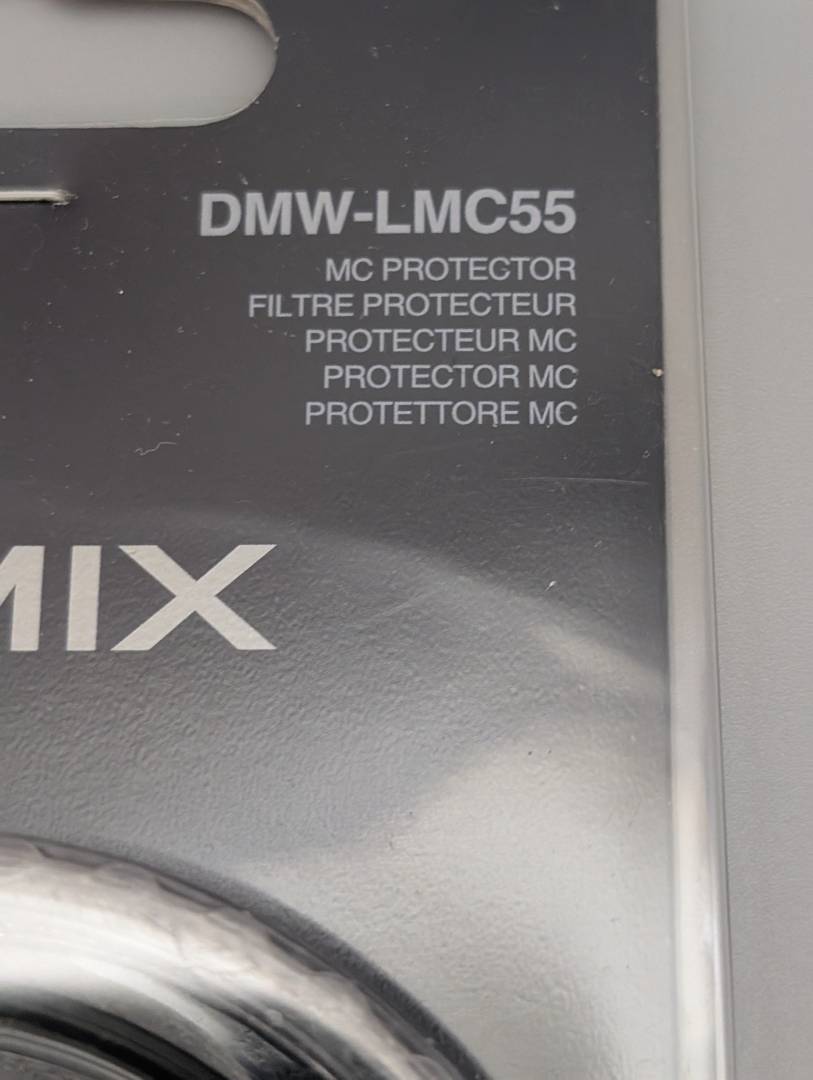 DMW-LMC55
MC PROTECTOR
FILTRE PROTECTEUR
PROTECTEUR MC
PROTECTOR MC
PROTETTORE MC
MIX